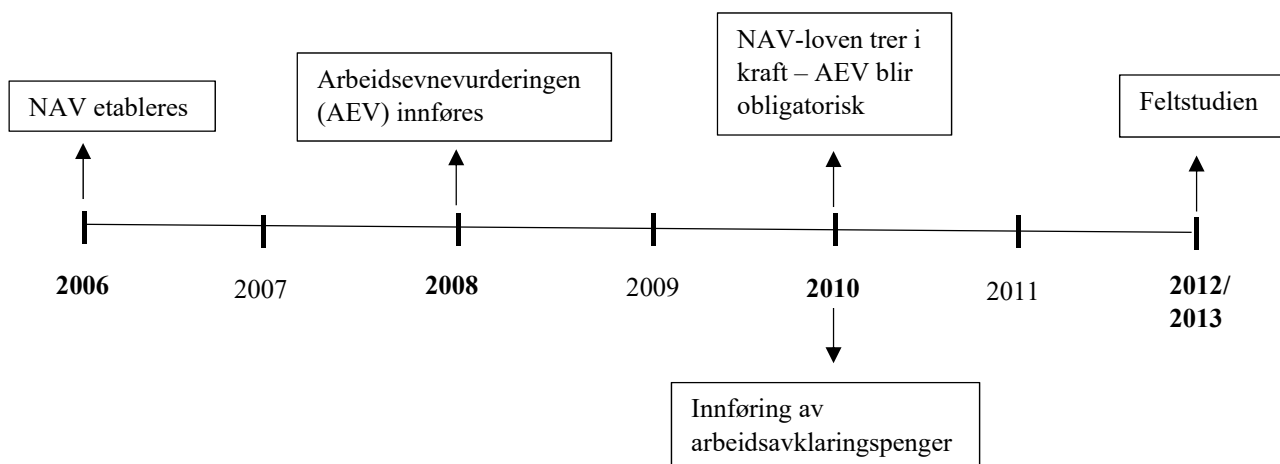 NAV etableres
Arbeidsevnevurderingen
(AEV) innføres
NAV-loven trer i
kraft – AEV blir
obligatorisk
Feltstudien
2006
2007
2008
2009
2010
2011
2012/
2013
Innføring av
arbeidsavklaringspenger